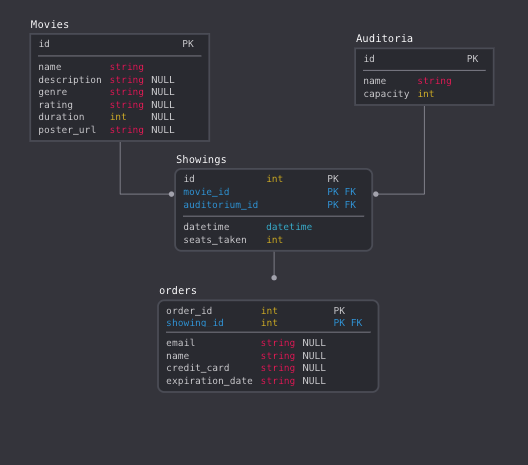 Movies
id PK
name string
description string NULL
genre string NULL
rating string NULL
duration int NULL
poster_url string NULL
Auditoria
id PK
name string
capacity int
Showings
id int PK
movie_id PK FK
auditorium_id PK FK
datetime datetime
seats_taken int
orders
order_id int PK
showing_id int PK FK
email string NULL
name string NULL
credit_card string NULL
expiration_date string NULL